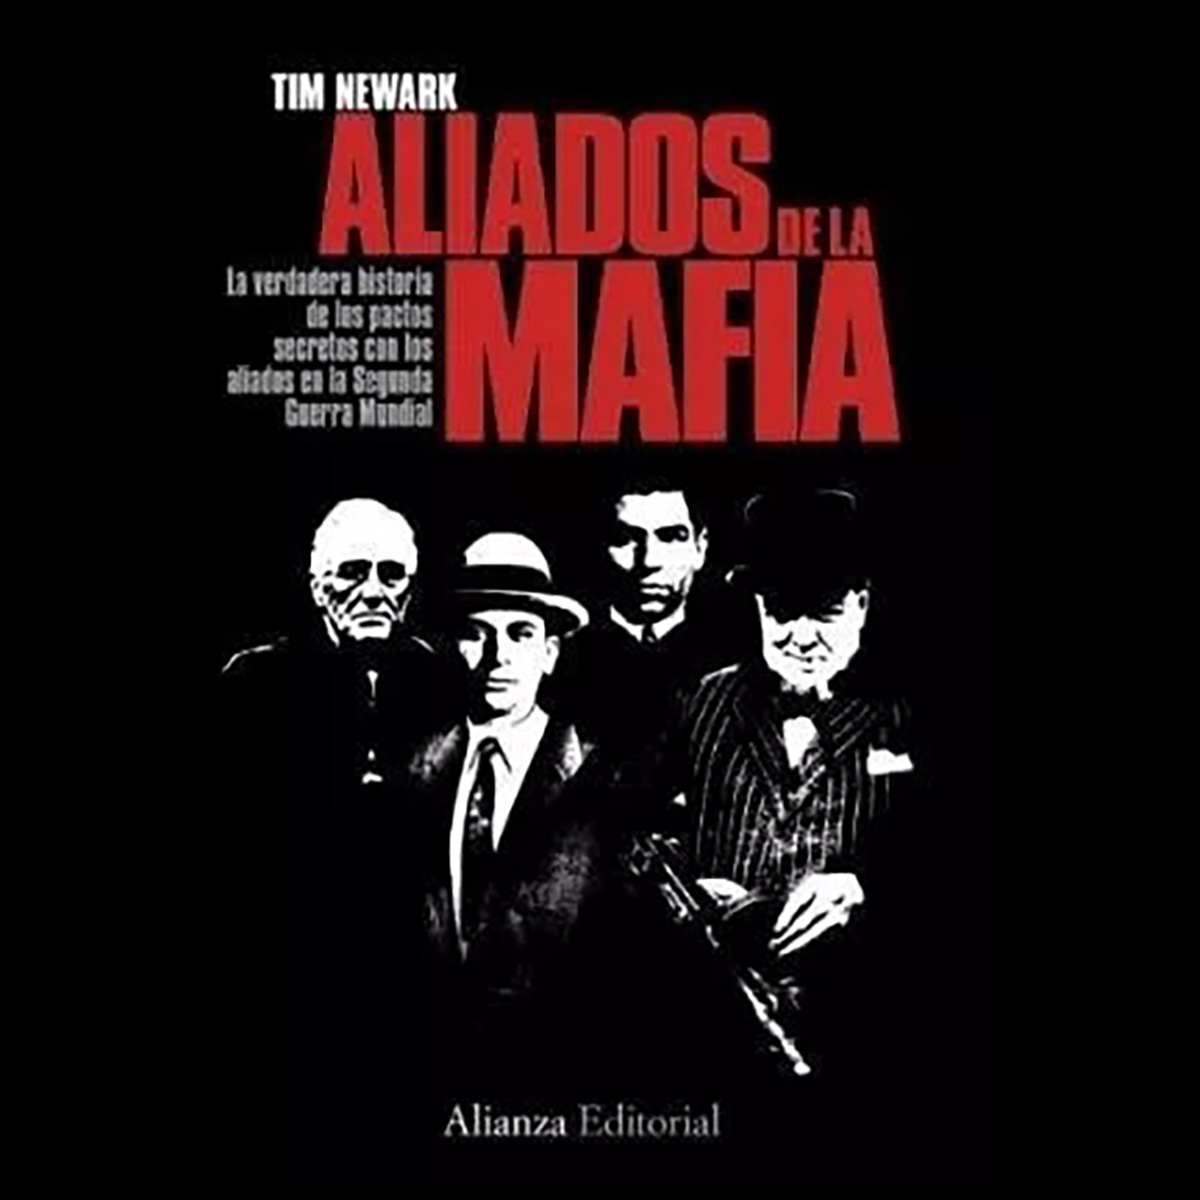 TIM NEWARK
ALIADOS DE LA
MAFIA
La verdadera historia
de los pactos
secretos con los
aliados en la Segunda
Guerra Mundial
Alianza Editorial